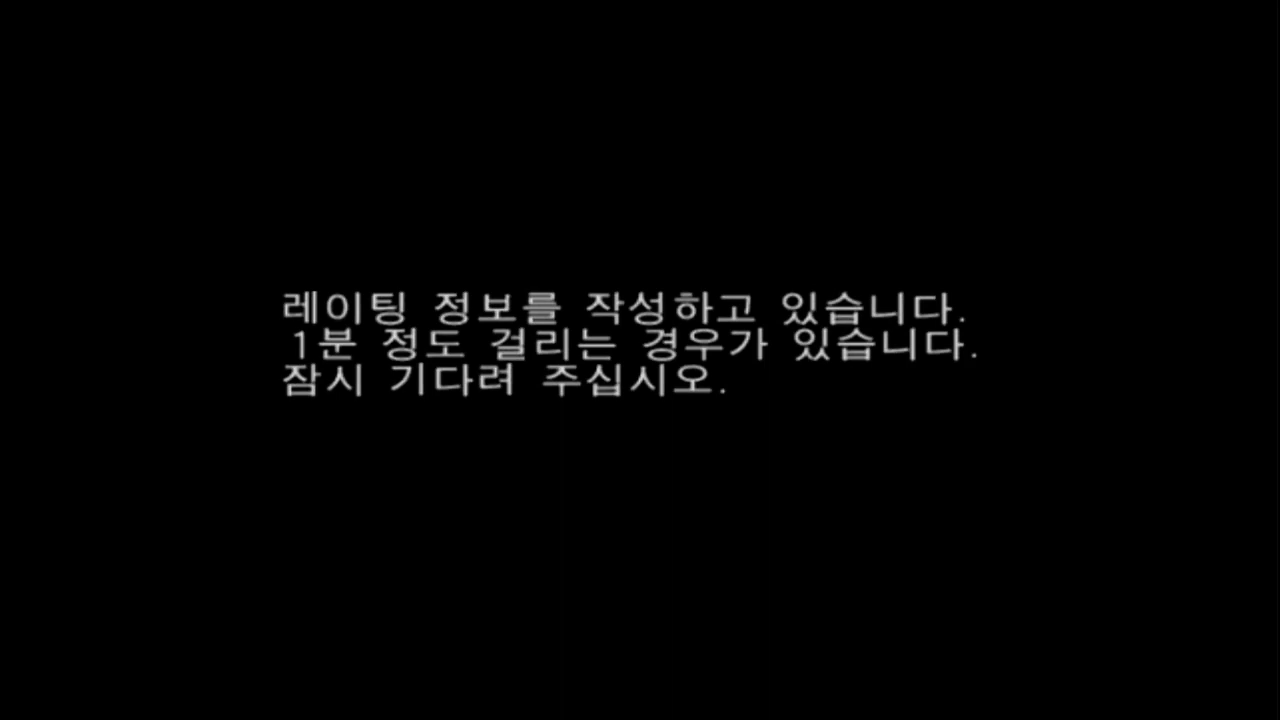 레이팅 정보를 작성하고 있습니다.
1분 정도 걸리는 경우가 있습니다.
잠시 기다려 주십시오.